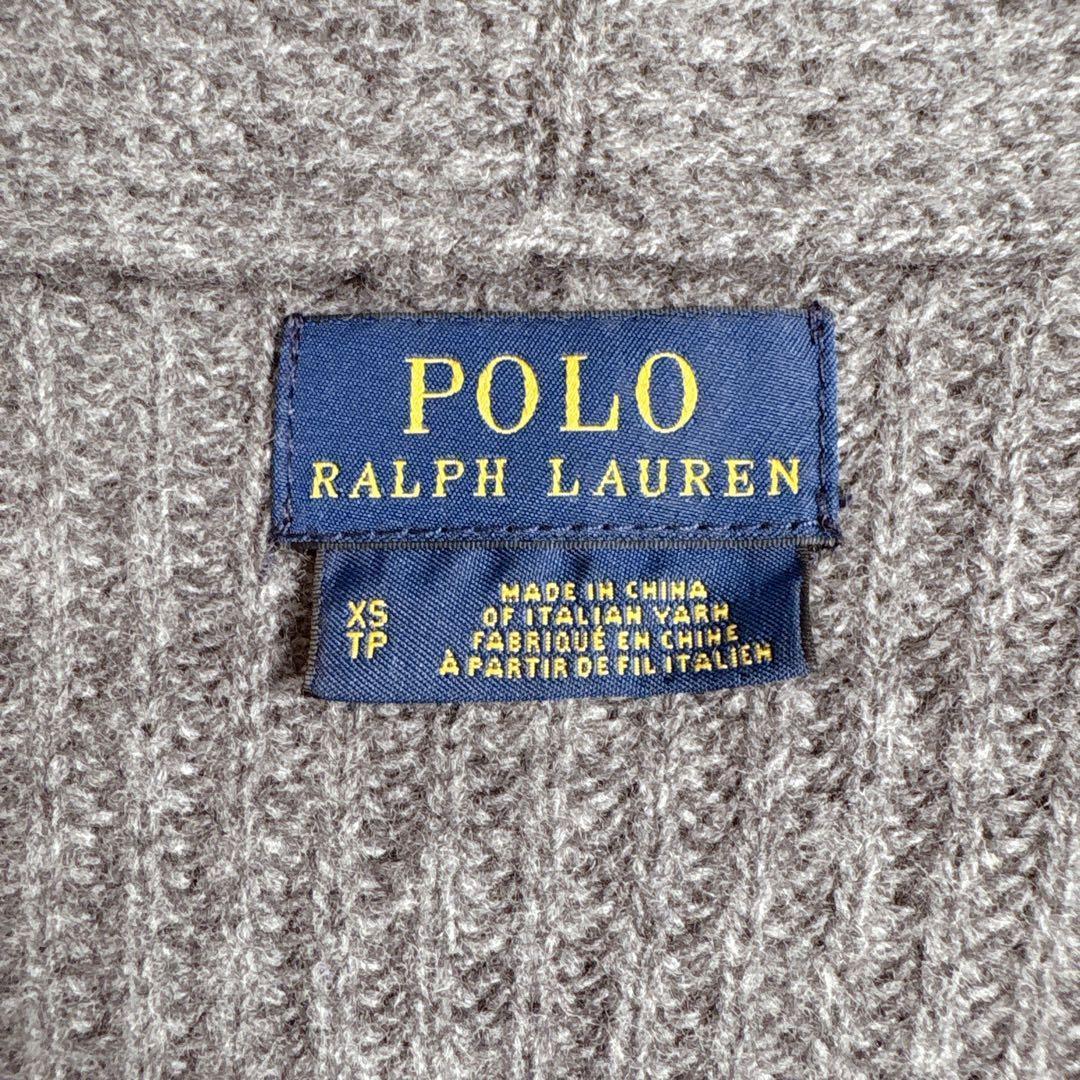 POLO
RALPH LAUREN
XS
TP
MADE IN CHINA
OF ITALIAN YARN
FABRIQUÉ EN CHINE
À PARTIR DE FIL ITALIEN